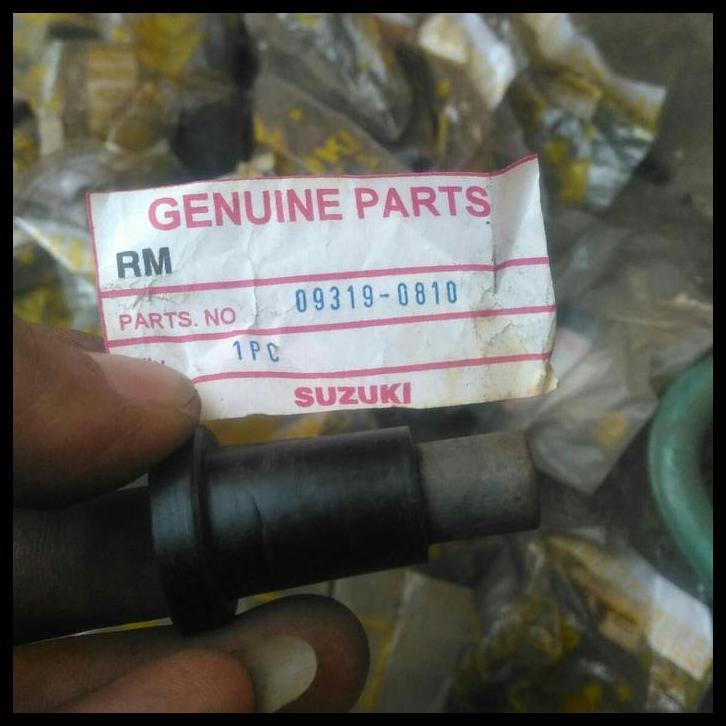 GENUINE PARTS
RM
PARTS. NO 09319-0810
1PC
SUZUKI